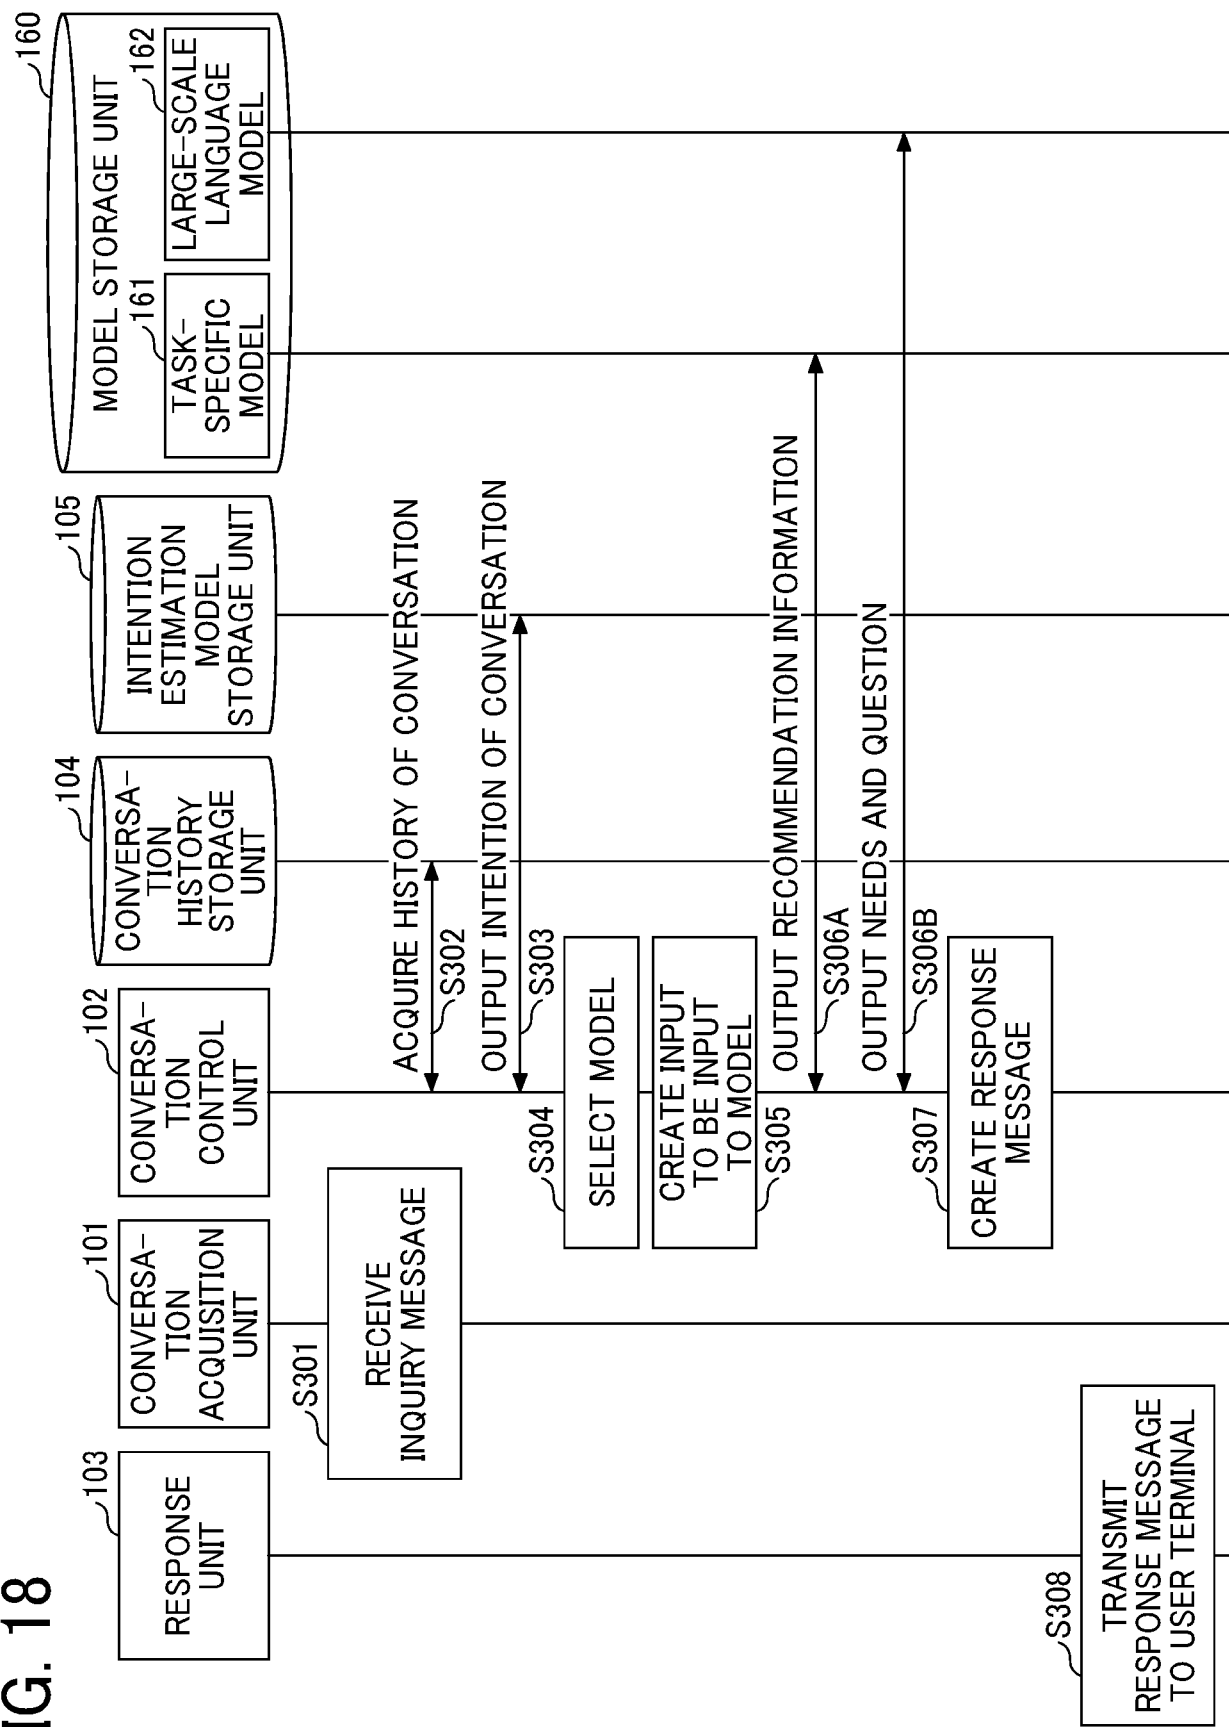 IG. 18
103
RESPONSE
UNIT
101
CONVERSA-
TION
ACQUISITION
UNIT
102
CONVERSA-
TION
CONTROL
UNIT
104
CONVERSA-
TION
HISTORY
STORAGE
UNIT
105
INTENTION
ESTIMATION
MODEL
STORAGE UNIT
160
MODEL STORAGE UNIT
161
TASK-
SPECIFIC
MODEL
162
LARGE-SCALE
LANGUAGE
MODEL
S301
RECEIVE
INQUIRY MESSAGE
ACQUIRE HISTORY OF CONVERSATION
S302
OUTPUT INTENTION OF CONVERSATION
S303
S304
SELECT MODEL
CREATE INPUT
TO BE INPUT
TO MODEL
S305
OUTPUT RECOMMENDATION INFORMATION
S306A
OUTPUT NEEDS AND QUESTION
S306B
S307
CREATE RESPONSE
MESSAGE
S308
TRANSMIT
RESPONSE MESSAGE
TO USER TERMINAL